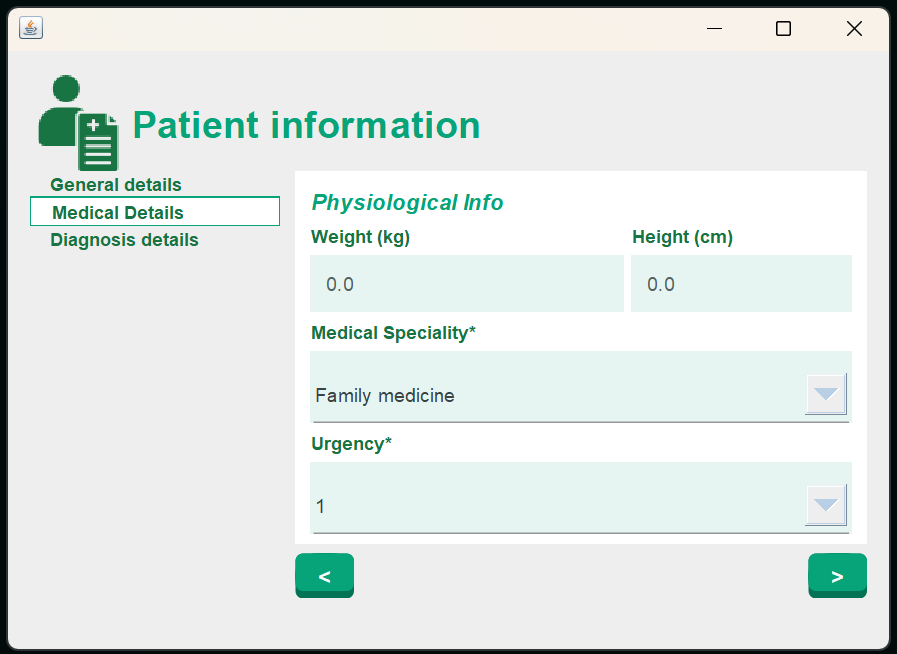 Patient information
General details
Medical Details
Diagnosis details
Physiological Info
Weight (kg) Height (cm)
0.0 0.0
Medical Speciality*
Family medicine
Urgency*
1
< >